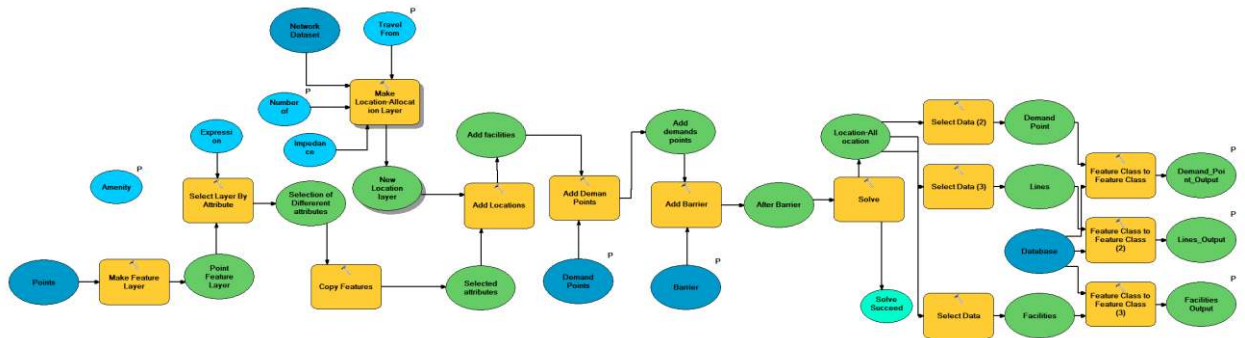 Network
Dataset
P
Travel
From
P
Number
of
Make
Location-Allocat
ion Layer
Impedan
ce
Expressi
on
P
Amenity
Select Layer By
Attribute
Selection of
Differerent
attributes
New
Location
layer
Add facilities
Add Locations
Points
Make Feature
Layer
Point
Feature
Layer
Copy Features
Selected
attributes
Add Deman
Points
P
Demand
Points
Add
demands
points
Add Barrier
P
Barrier
After Barrier
Location-All
ocation
Solve
Solve
Succeed
Select Data (2)
Demand
Point
Select Data (3)
Lines
Database
Select Data
Facilities
Feature Class to
Feature Class
P
Demand_Poi
nt_Output
Feature Class to
Feature Class
(2)
P
Lines_Output
Feature Class to
Feature Class
(3)
P
Facilities
Output